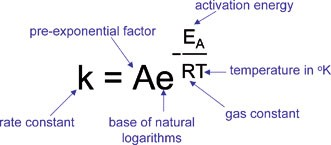 activation energy
pre-exponential factor
k = Ae^-E_A/RT
temperature in °K
rate constant
base of natural
logarithms
gas constant